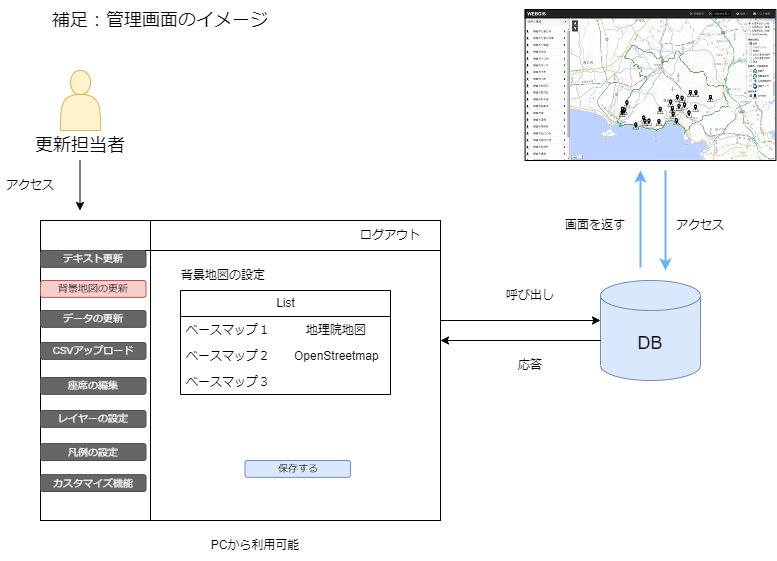 補足：管理画面のイメージ
WEBGIS
更新担当者
アクセス
画面を返す
アクセス
ログアウト
テキスト更新
背景地図の更新
データの更新
CSVアップロード
座席の編集
レイヤーの設定
凡例の設定
カスタマイズ機能
背景地図の設定
List
ベースマップ１ 地理院地図
ベースマップ２ OpenStreetmap
ベースマップ３
保存する
呼び出し
応答
DB
PCから利用可能